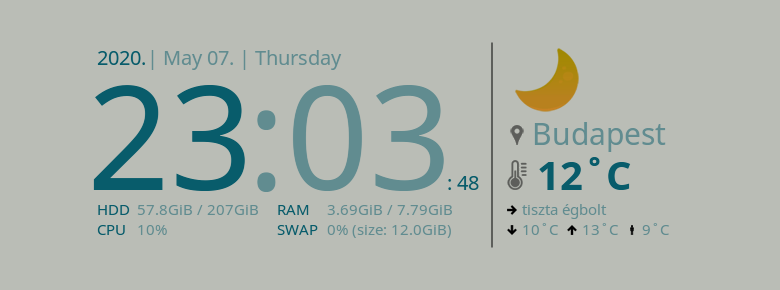 2020. | May 07. | Thursday
23:03 : 48
HDD 57.8GiB / 207GiB RAM 3.69GiB / 7.79GiB
CPU 10% SWAP 0% (size: 12.0GiB)
Budapest
12°C
tiszta égbolt
10°C 13°C 9°C